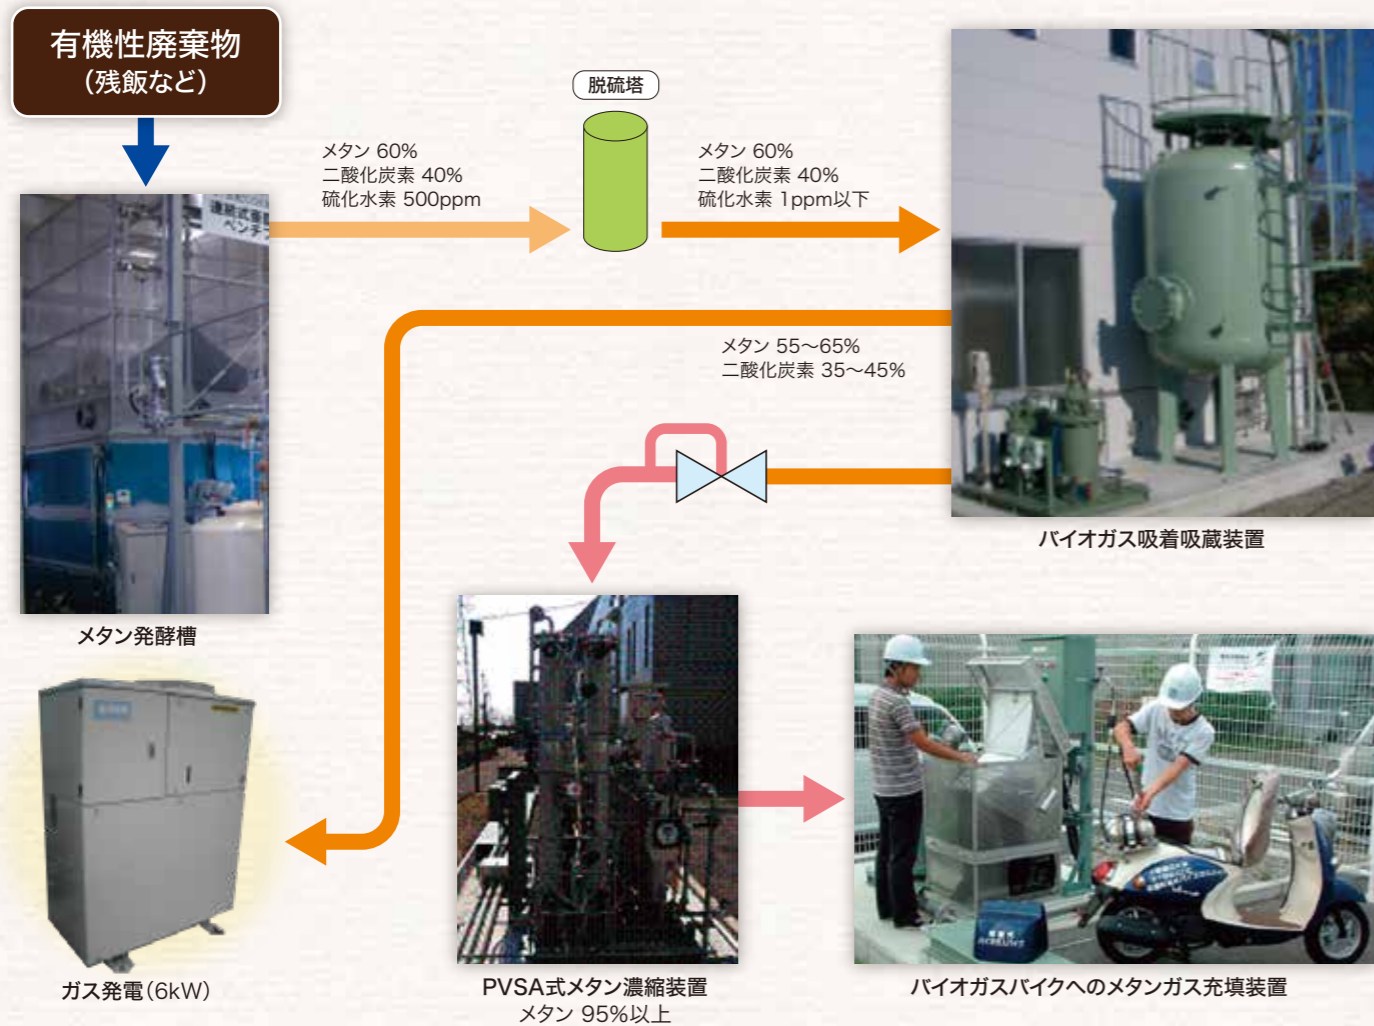 有機性廃棄物
（残飯など）
脱硫塔
メタン 60%
二酸化炭素 40%
硫化水素 500ppm
メタン 60%
二酸化炭素 40%
硫化水素 1ppm以下
メタン 55〜65%
二酸化炭素 35〜45%
バイオガス吸着吸蔵装置
メタン発酵槽
ガス発電（6kW）
PVSA式メタン濃縮装置
メタン 95%以上
バイオガスバイクへのメタンガス充填装置